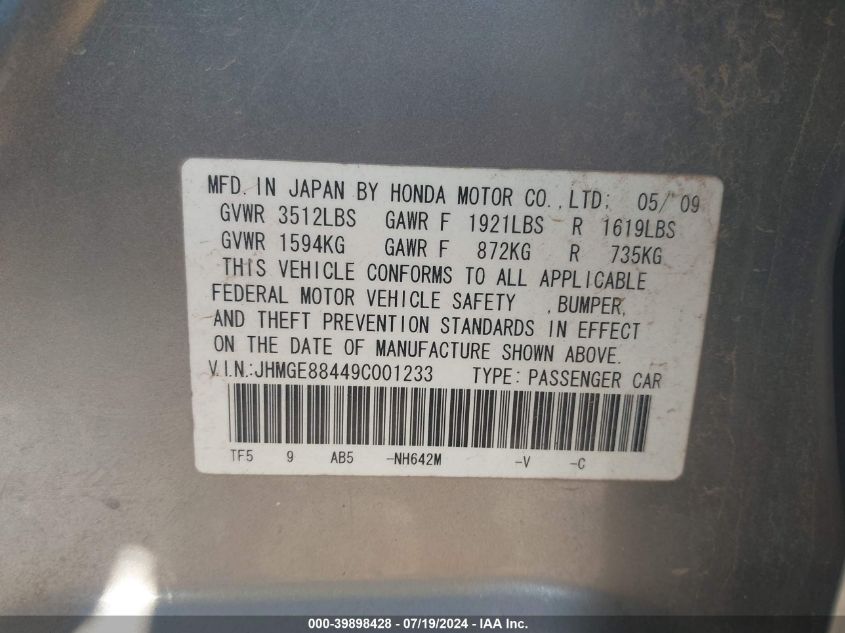 MFD. IN JAPAN BY HONDA MOTOR CO., LTD; 05/ 09
GVWR 3512LBS GAWR F 1921LBS R 1619LBS
GVWR 1594KG GAWR F 872KG R 735KG
THIS VEHICLE CONFORMS TO ALL APPLICABLE
FEDERAL MOTOR VEHICLE SAFETY , BUMPER,
AND THEFT PREVENTION STANDARDS IN EFFECT
ON THE DATE OF MANUFACTURE SHOWN ABOVE.
V.I.N.:JHMGE88449C001233 TYPE: PASSENGER CAR
TF5 9 AB5 -NH642M -V -C
000-39898428 - 07/19/2024 - IAA Inc.